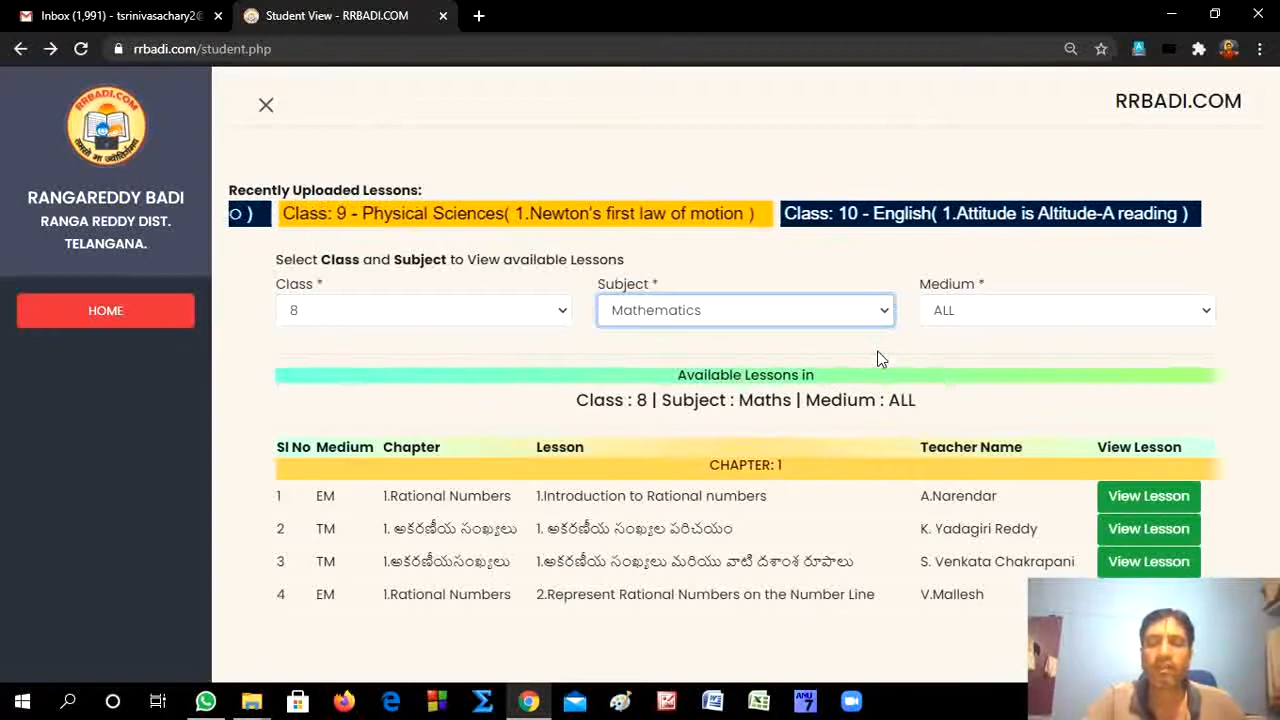 Inbox (1,991) - tsrinivasachary2@
Student View - RRBADI.COM
rrbadi.com/student.php
RRBADI.COM
RRBADI.COM
तमसो मा ज्योतिर्गमय
RANGAREDDY BADI
RANGA REDDY DIST.
TELANGANA.
HOME
Recently Uploaded Lessons:
) Class: 9 - Physical Sciences( 1.Newton's first law of motion ) Class: 10 - English( 1.Attitude is Altitude-A reading )
Select Class and Subject to View available Lessons
Class * Subject * Medium *
8 Mathematics ALL
Available Lessons in
Class : 8 | Subject : Maths | Medium : ALL
Sl No Medium Chapter Lesson Teacher Name View Lesson
CHAPTER: 1
1 EM 1.Rational Numbers 1.Introduction to Rational numbers A.Narendar View Lesson
2 TM 1. అకరణీయ సంఖ్యలు 1. అకరణీయ సంఖ్యల పరిచయం K. Yadagiri Reddy View Lesson
3 TM 1.అకరణీయసంఖ్యలు 1.అకరణీయ సంఖ్యలు మరియు వాటి దశాంశ రూపాలు S. Venkata Chakrapani View Lesson
4 EM 1.Rational Numbers 2.Represent Rational Numbers on the Number Line V.Mallesh
ANU
7